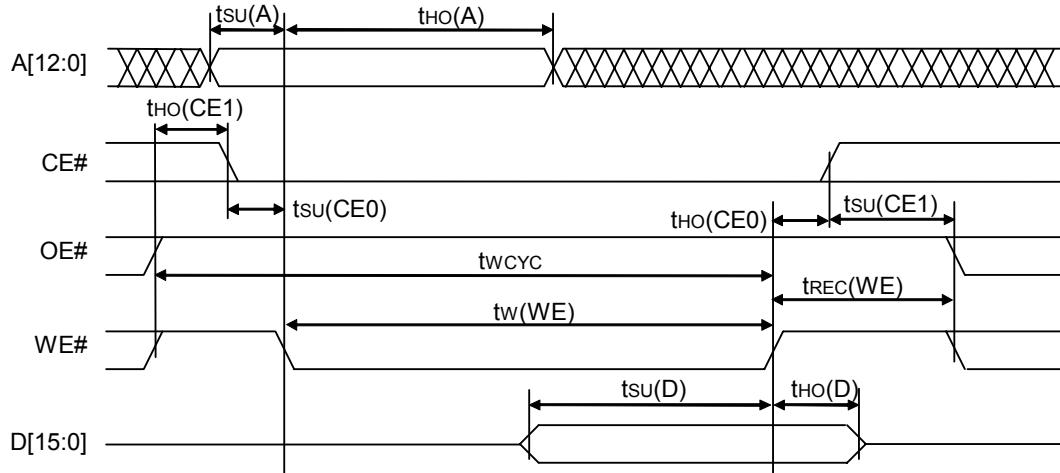 tSU(A)
tHO(A)
A[12:0]
tHO(CE1)
CE#
tSU(CE0)
tHO(CE0)
tSU(CE1)
OE#
tWCYC
tREC(WE)
tW(WE)
WE#
tSU(D)
tHO(D)
D[15:0]